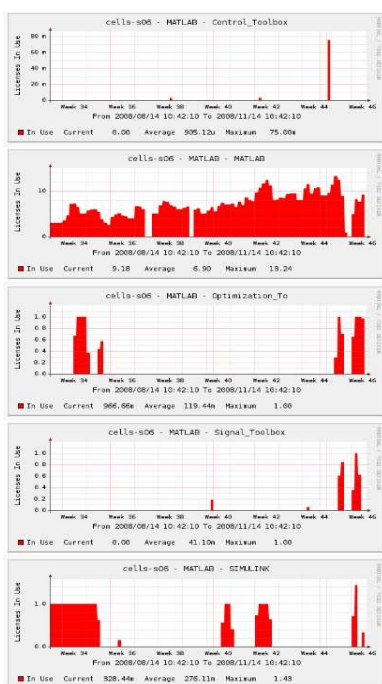 cells-s06 - MATLAB - Control_Toolbox
Licenses In Use
80 m
60 m
40 m
20 m
0
Week 34 Week 36 Week 38 Week 40 Week 42 Week 44 Week 46
From 2008/08/14 10:42:10 To 2008/11/14 10:42:10
In Use Current 0.00 Average 905.12u Maximum 75.00m
cells-s06 - MATLAB - MATLAB
Licenses In Use
10
0
Week 34 Week 36 Week 38 Week 40 Week 42 Week 44 Week 46
From 2008/08/14 10:42:10 To 2008/11/14 10:42:10
In Use Current 9.18 Average 6.90 Maximum 13.24
cells-s06 - MATLAB - Optimization_To
Licenses In Use
1.0
0.8
0.6
0.4
0.2
0.0
Week 34 Week 36 Week 38 Week 40 Week 42 Week 44 Week 46
From 2008/08/14 10:42:10 To 2008/11/14 10:42:10
In Use Current 966.66m Average 119.44m Maximum 1.00
cells-s06 - MATLAB - Signal_Toolbox
Licenses In Use
1.0
0.8
0.6
0.4
0.2
0.0
Week 34 Week 36 Week 38 Week 40 Week 42 Week 44 Week 46
From 2008/08/14 10:42:10 To 2008/11/14 10:42:10
In Use Current 0.00 Average 41.10m Maximum 1.00
cells-s06 - MATLAB - SIMULINK
Licenses In Use
1.0
0.0
Week 34 Week 36 Week 38 Week 40 Week 42 Week 44 Week 46
From 2008/08/14 10:42:10 To 2008/11/14 10:42:10
In Use Current 328.44m Average 276.11m Maximum 1.43